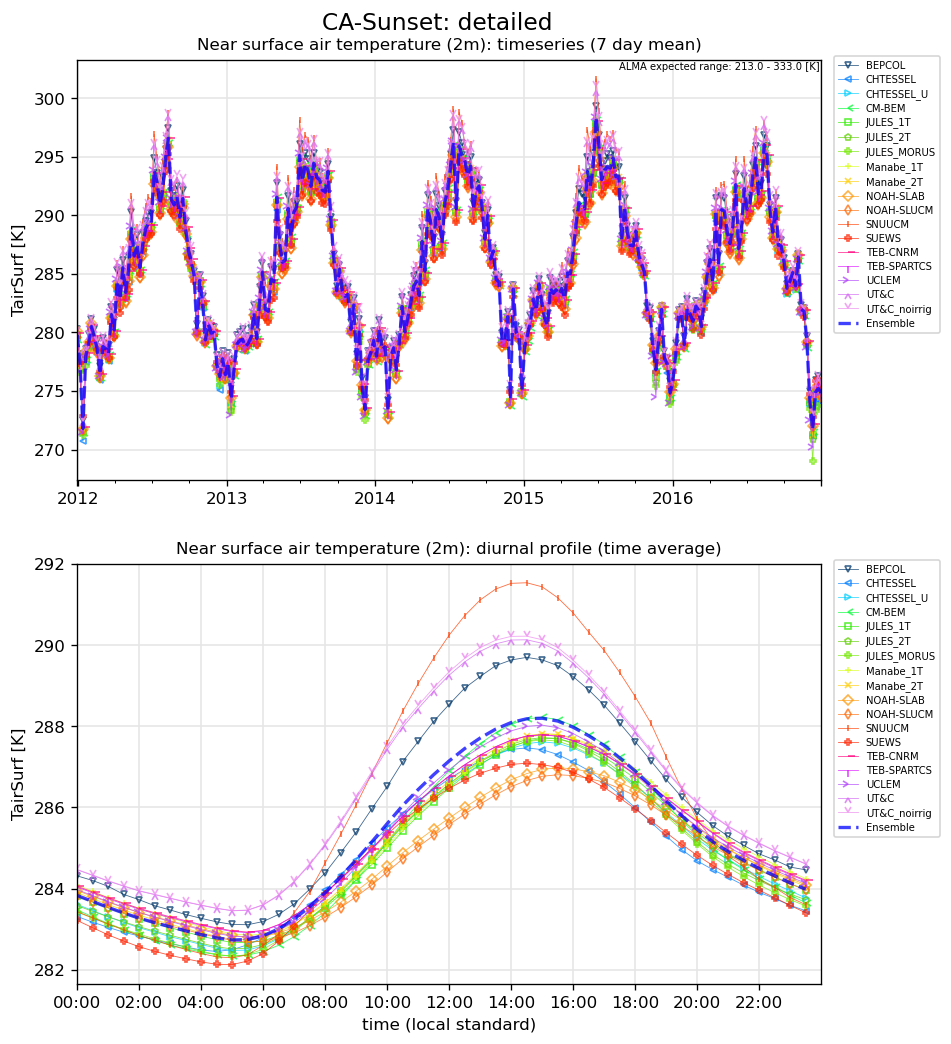 CA-Sunset: detailed
Near surface air temperature (2m): timeseries (7 day mean)
ALMA expected range: 213.0 - 333.0 [K]
TairSurf [K]
300
295
290
285
280
275
270
2012
2013
2014
2015
2016
BEPCOL
CHTESSEL
CHTESSEL_U
CM-BEM
JULES_1T
JULES_2T
JULES_MORUS
Manabe_1T
Manabe_2T
NOAH-SLAB
NOAH-SLUCM
SNUUCM
SUEWS
TEB-CNRM
TEB-SPARTCS
UCLEM
UT&C
UT&C_noirrig
Ensemble
Near surface air temperature (2m): diurnal profile (time average)
TairSurf [K]
292
290
288
286
284
282
00:00
02:00
04:00
06:00
08:00
10:00
12:00
14:00
16:00
18:00
20:00
22:00
time (local standard)
BEPCOL
CHTESSEL
CHTESSEL_U
CM-BEM
JULES_1T
JULES_2T
JULES_MORUS
Manabe_1T
Manabe_2T
NOAH-SLAB
NOAH-SLUCM
SNUUCM
SUEWS
TEB-CNRM
TEB-SPARTCS
UCLEM
UT&C
UT&C_noirrig
Ensemble